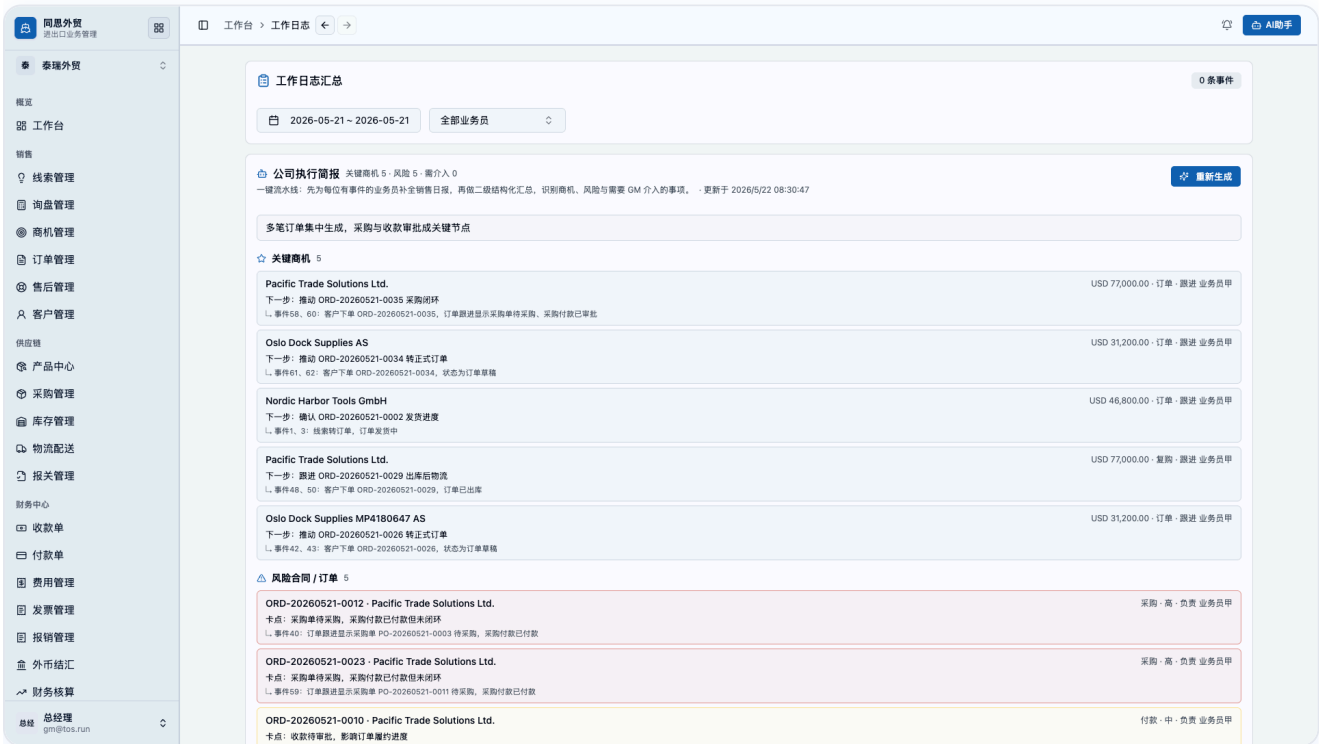 同恩外贸
进出口业务管理
泰 泰瑞外贸
概览
工作台
销售
线索管理
询盘管理
商机管理
订单管理
售后管理
客户管理
供应链
产品中心
采购管理
库存管理
物流配送
报关管理
财务中心
收款单
付款单
费用管理
发票管理
报销管理
外币结汇
财务核算
总经 总经理
gm@tos.run
工作台 > 工作日志
AI助手
工作日志汇总
0 条事件
2026-05-21 ~ 2026-05-21 全部业务员
公司执行简报 关键商机 5 · 风险 5 · 需介入 0
一键流水线：先为每位有事件的业务员补全销售日报，再做二级结构化汇总，识别商机、风险与需要 GM 介入的事项。 · 更新于 2026/5/22 08:30:47
重新生成
多笔订单集中生成，采购与收款审批成关键节点
关键商机 5
Pacific Trade Solutions Ltd. USD 77,000.00 · 订单 · 跟进 业务员甲
下一步：推动 ORD-20260521-0035 采购闭环
事件58、60：客户下单 ORD-20260521-0035，订单跟进显示采购单待采购、采购付款已审批
Oslo Dock Supplies AS USD 31,200.00 · 订单 · 跟进 业务员甲
下一步：推动 ORD-20260521-0034 转正式订单
事件61、62：客户下单 ORD-20260521-0034，状态为订单草稿
Nordic Harbor Tools GmbH USD 46,800.00 · 订单 · 跟进 业务员甲
下一步：确认 ORD-20260521-0002 发货进度
事件1、3：线索转订单，订单发货中
Pacific Trade Solutions Ltd. USD 77,000.00 · 复购 · 跟进 业务员甲
下一步：跟进 ORD-20260521-0029 出库后物流
事件48、50：客户下单 ORD-20260521-0029，订单已出库
Oslo Dock Supplies MP4180647 AS USD 31,200.00 · 订单 · 跟进 业务员甲
下一步：推动 ORD-20260521-0026 转正式订单
事件42、43：客户下单 ORD-20260521-0026，状态为订单草稿
风险合同 / 订单 5
ORD-20260521-0012 · Pacific Trade Solutions Ltd. 采购 · 高 · 负责 业务员甲
卡点：采购单待采购，采购付款已付款但未闭环
事件40：订单跟进显示采购单 PO-20260521-0003 待采购，采购付款已付款
ORD-20260521-0023 · Pacific Trade Solutions Ltd. 采购 · 高 · 负责 业务员甲
卡点：采购单待采购，采购付款已付款但未闭环
事件59：订单跟进显示采购单 PO-20260521-0011 待采购，采购付款已付款
ORD-20260521-0010 · Pacific Trade Solutions Ltd. 付款 · 中 · 负责 业务员甲
卡点：收款待审批，影响订单履约进度